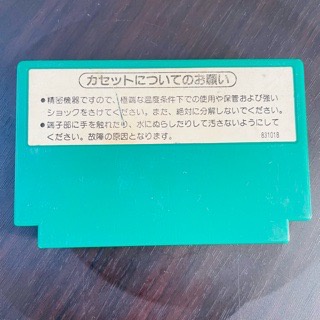 カセットについてのお願い
●精密機器ですので、極端な温度条件下での使用や保管および強い
ショックをさけてください。また、絶対に分解しないでください。
●端子部に手を触れたり、水にぬらしたりして汚さないようにして
ください。故障の原因となります。
831018